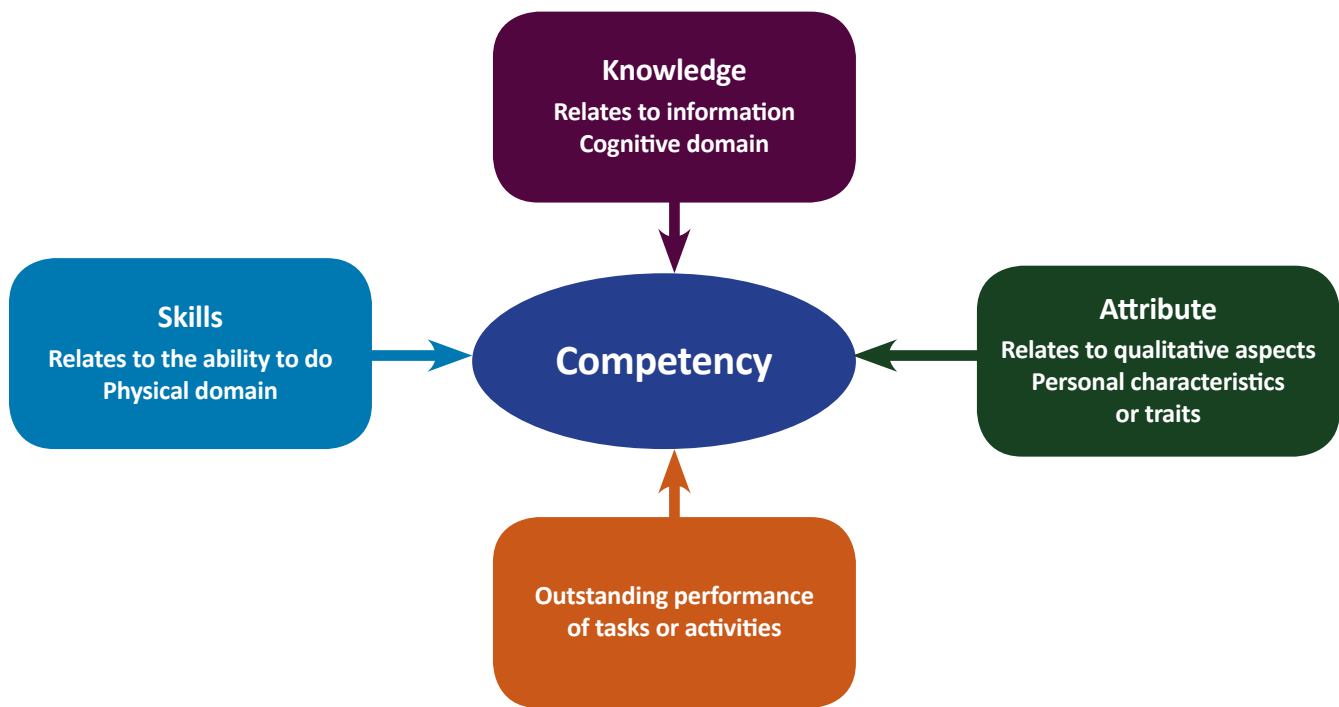 Knowledge
Relates to information
Cognitive domain
Skills
Relates to the ability to do
Physical domain
Competency
Attribute
Relates to qualitative aspects
Personal characteristics
or traits
Outstanding performance
of tasks or activities